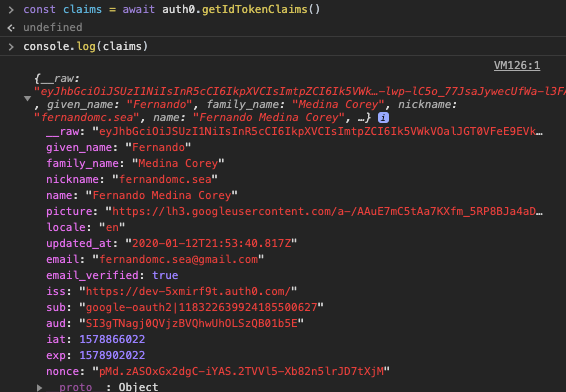 > const claims = await auth0.getIdTokenClaims()
< undefined
> console.log(claims)
VM126:1
{__raw:
"eyJhbGciOiJSUzI1NiIsInR5cCI6IkpXVCIsImtpZCI6Ik5VWk…-lwp-lC5o_77JsaJywecUfWa-l3F
, given_name: "Fernando", family_name: "Medina Corey", nickname:
"fernandomc.sea", name: "Fernando Medina Corey", …} i
__raw: "eyJhbGciOiJSUzI1NiIsInR5cCI6IkpXVCIsImtpZCI6Ik5VWkVOalJGT0VFeE9EVk…
given_name: "Fernando"
family_name: "Medina Corey"
nickname: "fernandomc.sea"
name: "Fernando Medina Corey"
picture: "https://lh3.googleusercontent.com/a-/AAuE7mC5tAa7KXfm_5RP8BJa4aD…
locale: "en"
updated_at: "2020-01-12T21:53:40.817Z"
email: "fernandomc.sea@gmail.com"
email_verified: true
iss: "https://dev-5xmirf9t.auth0.com/"
sub: "google-oauth2|118322639924185500627"
aud: "SI3gTNagj0QVjzBVQhwUhOLSzQB01b5E"
iat: 1578866022
exp: 1578902022
nonce: "pMd.zASOxGx2dgC-iYAS.2TVVl5-Xb82n5lrJD7tXjM"
__proto__: Object